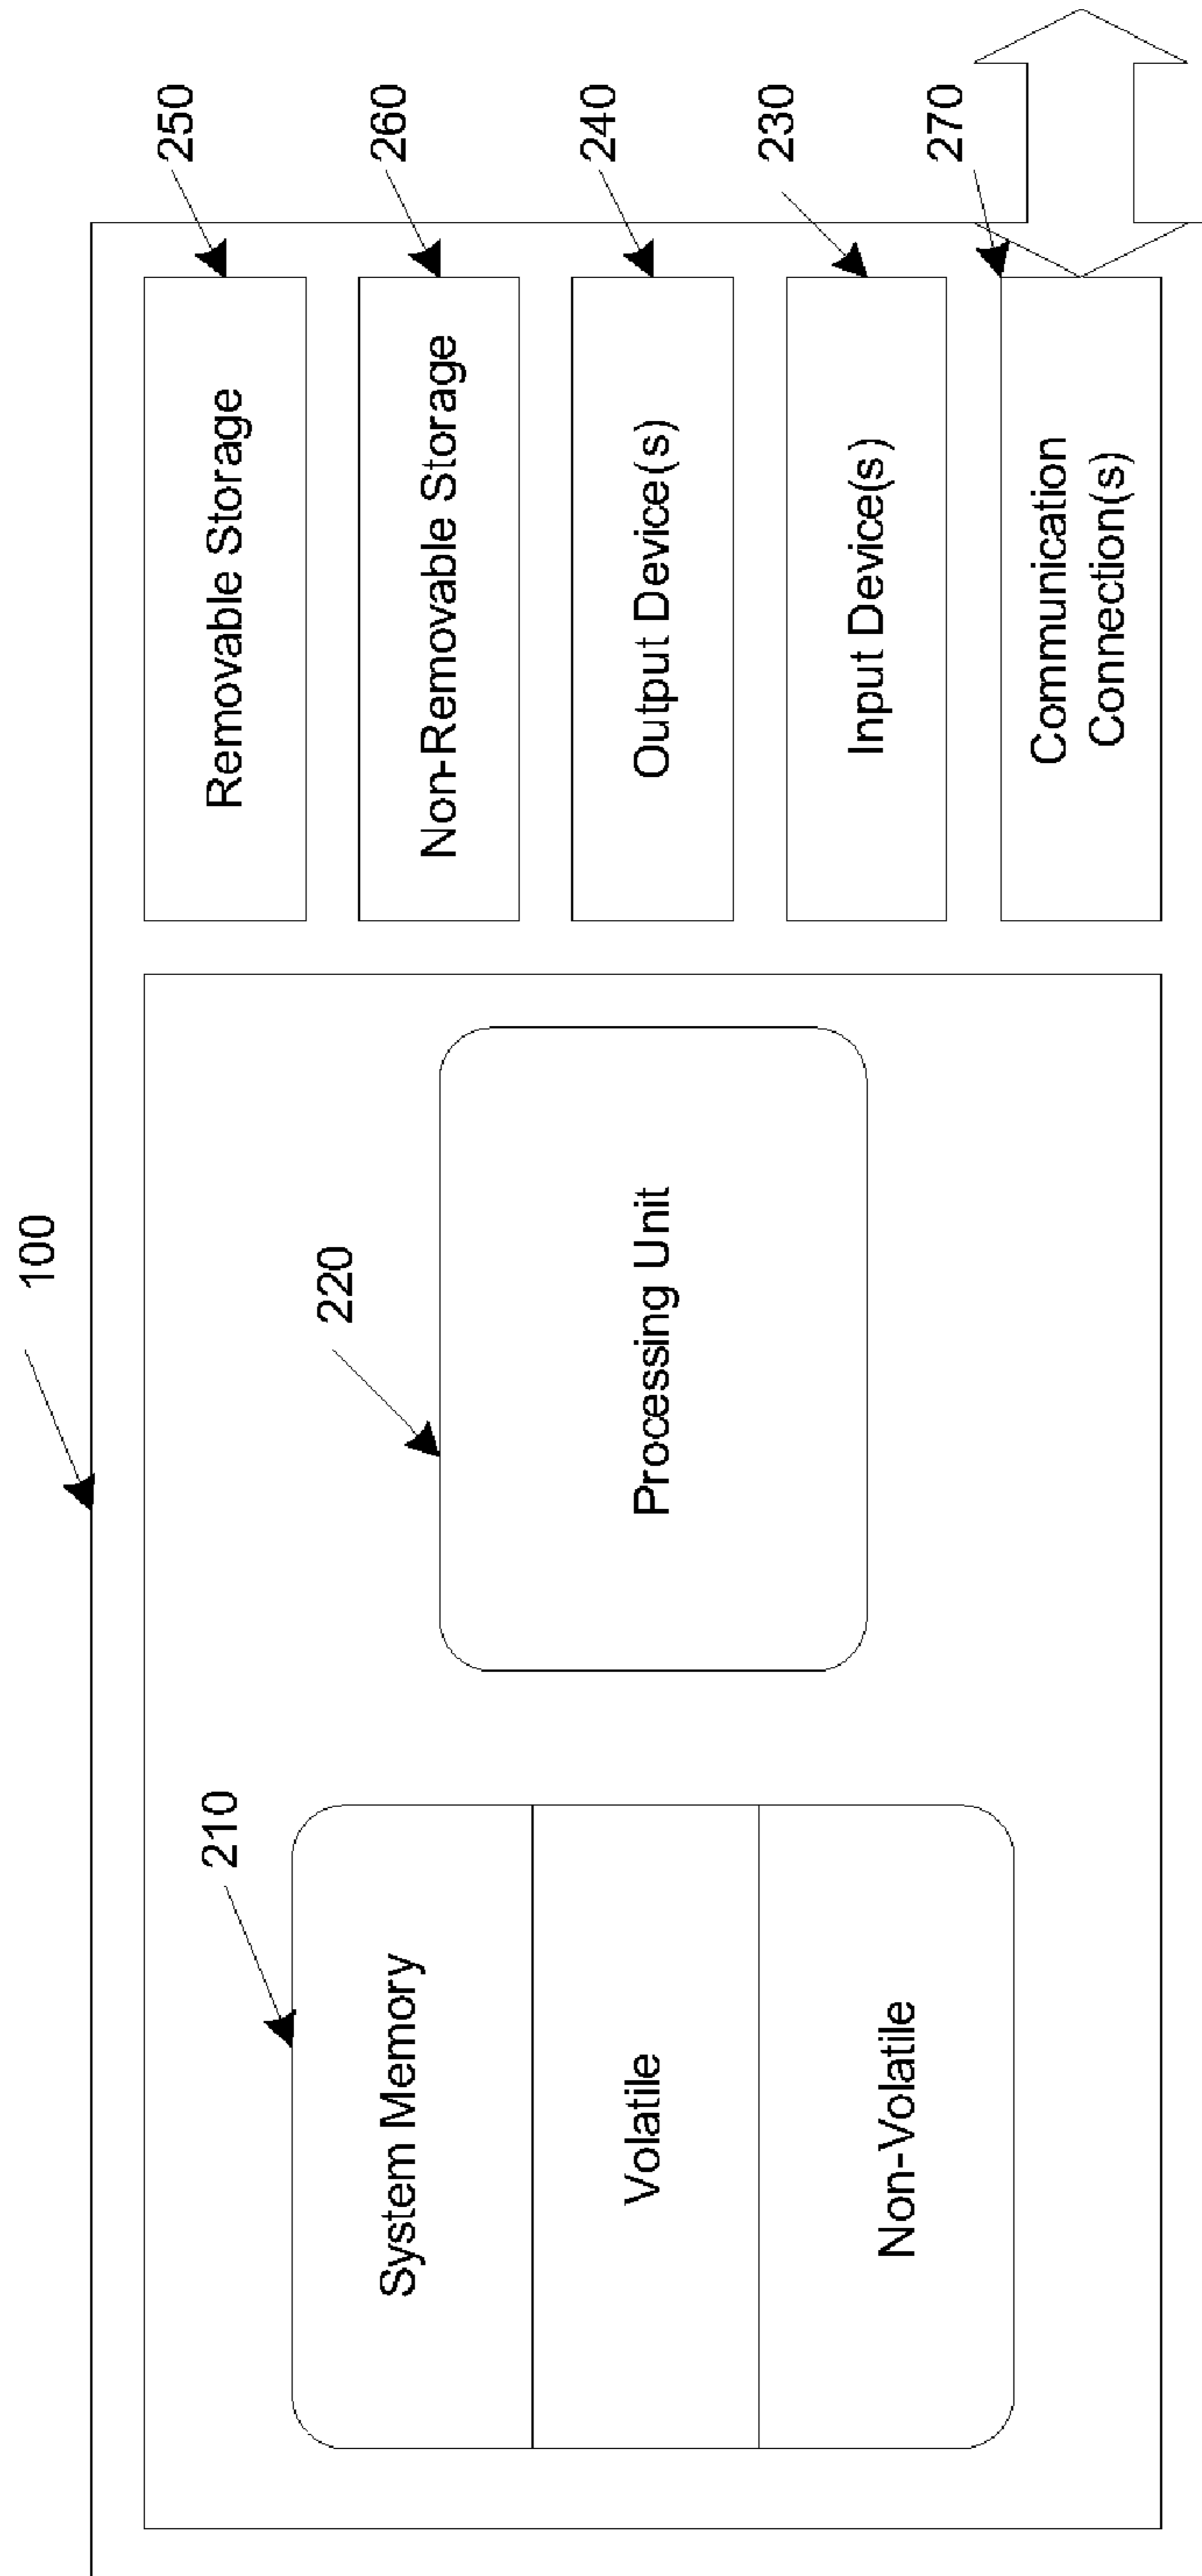 100
210
System Memory
Volatile
Non-Volatile
220
Processing Unit
250
Removable Storage
260
Non-Removable Storage
240
Output Device(s)
230
Input Device(s)
270
Communication
Connection(s)